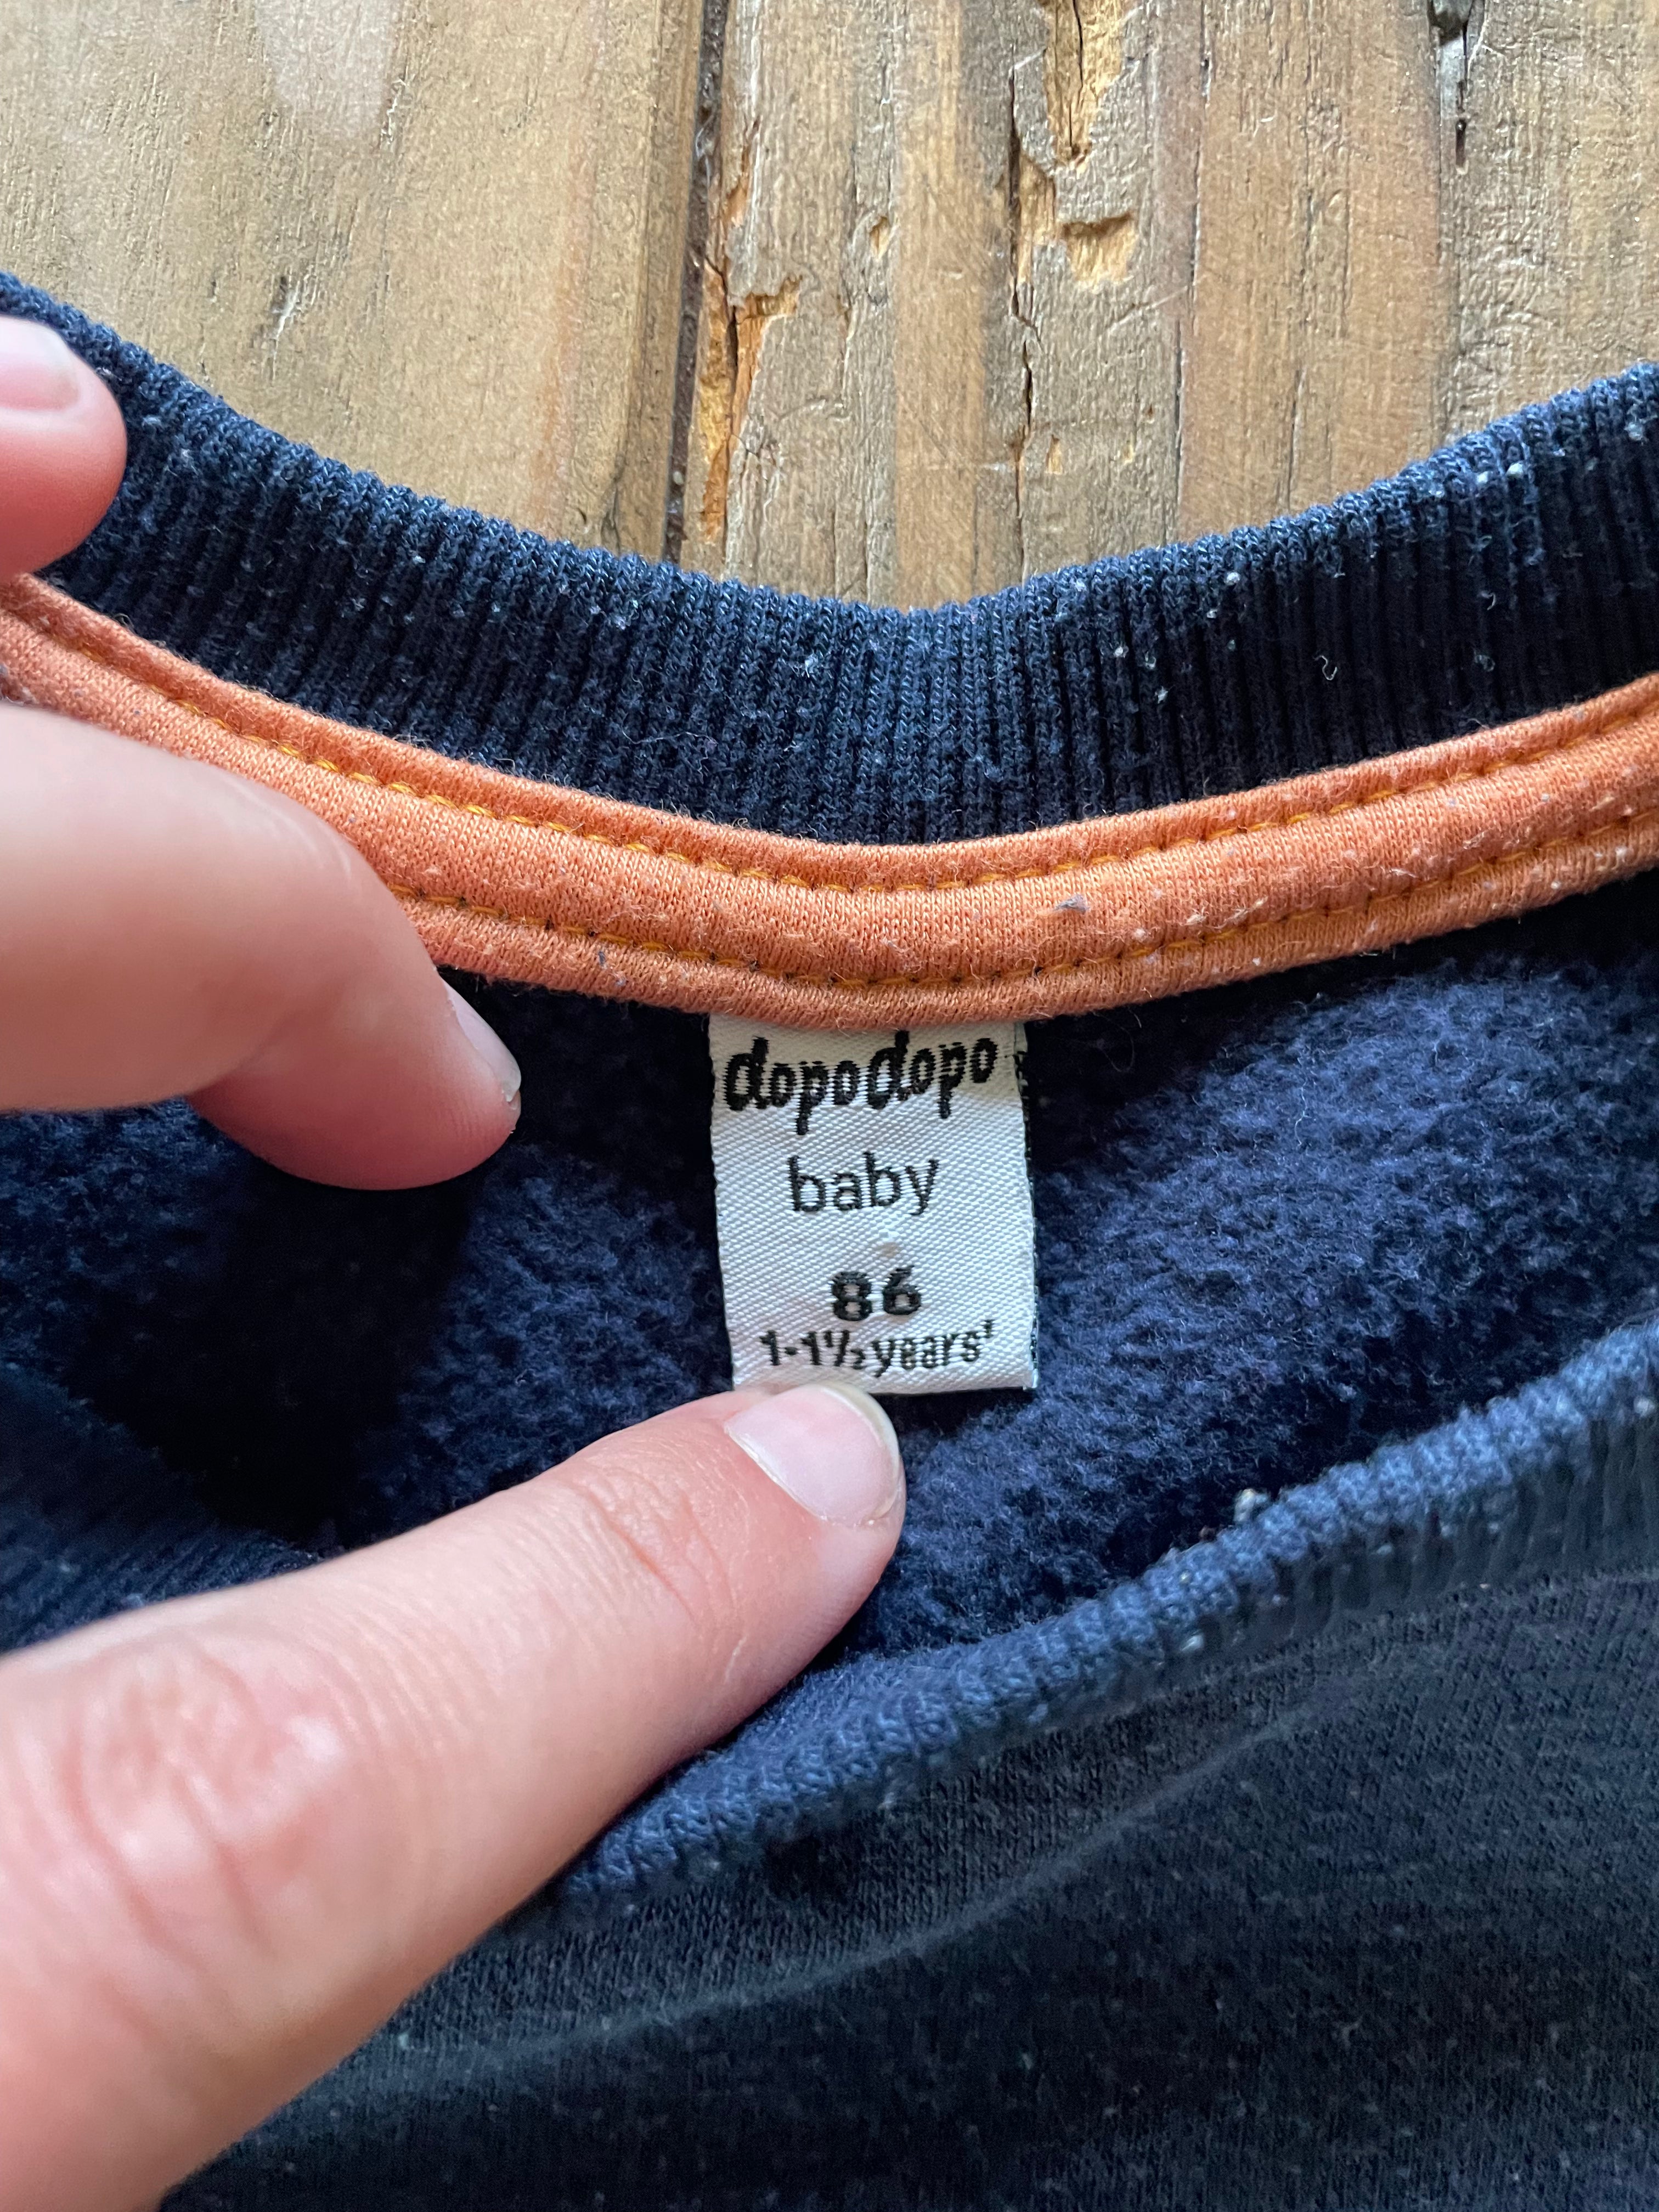 dopodopo
baby
86
1-1½ years'